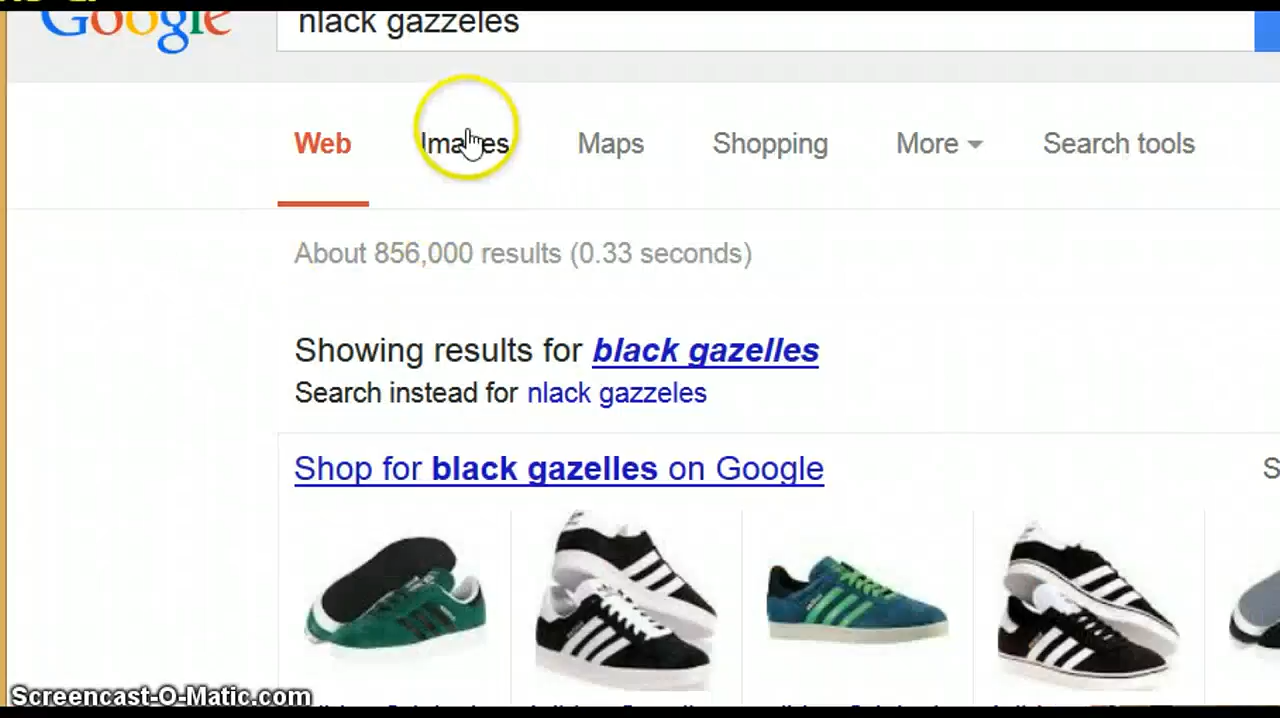 Google
nlack gazzeles
Web Images Maps Shopping More Search tools
About 856,000 results (0.33 seconds)
Showing results for black gazelles
Search instead for nlack gazzeles
Shop for black gazelles on Google
Screencast-O-Matic.com